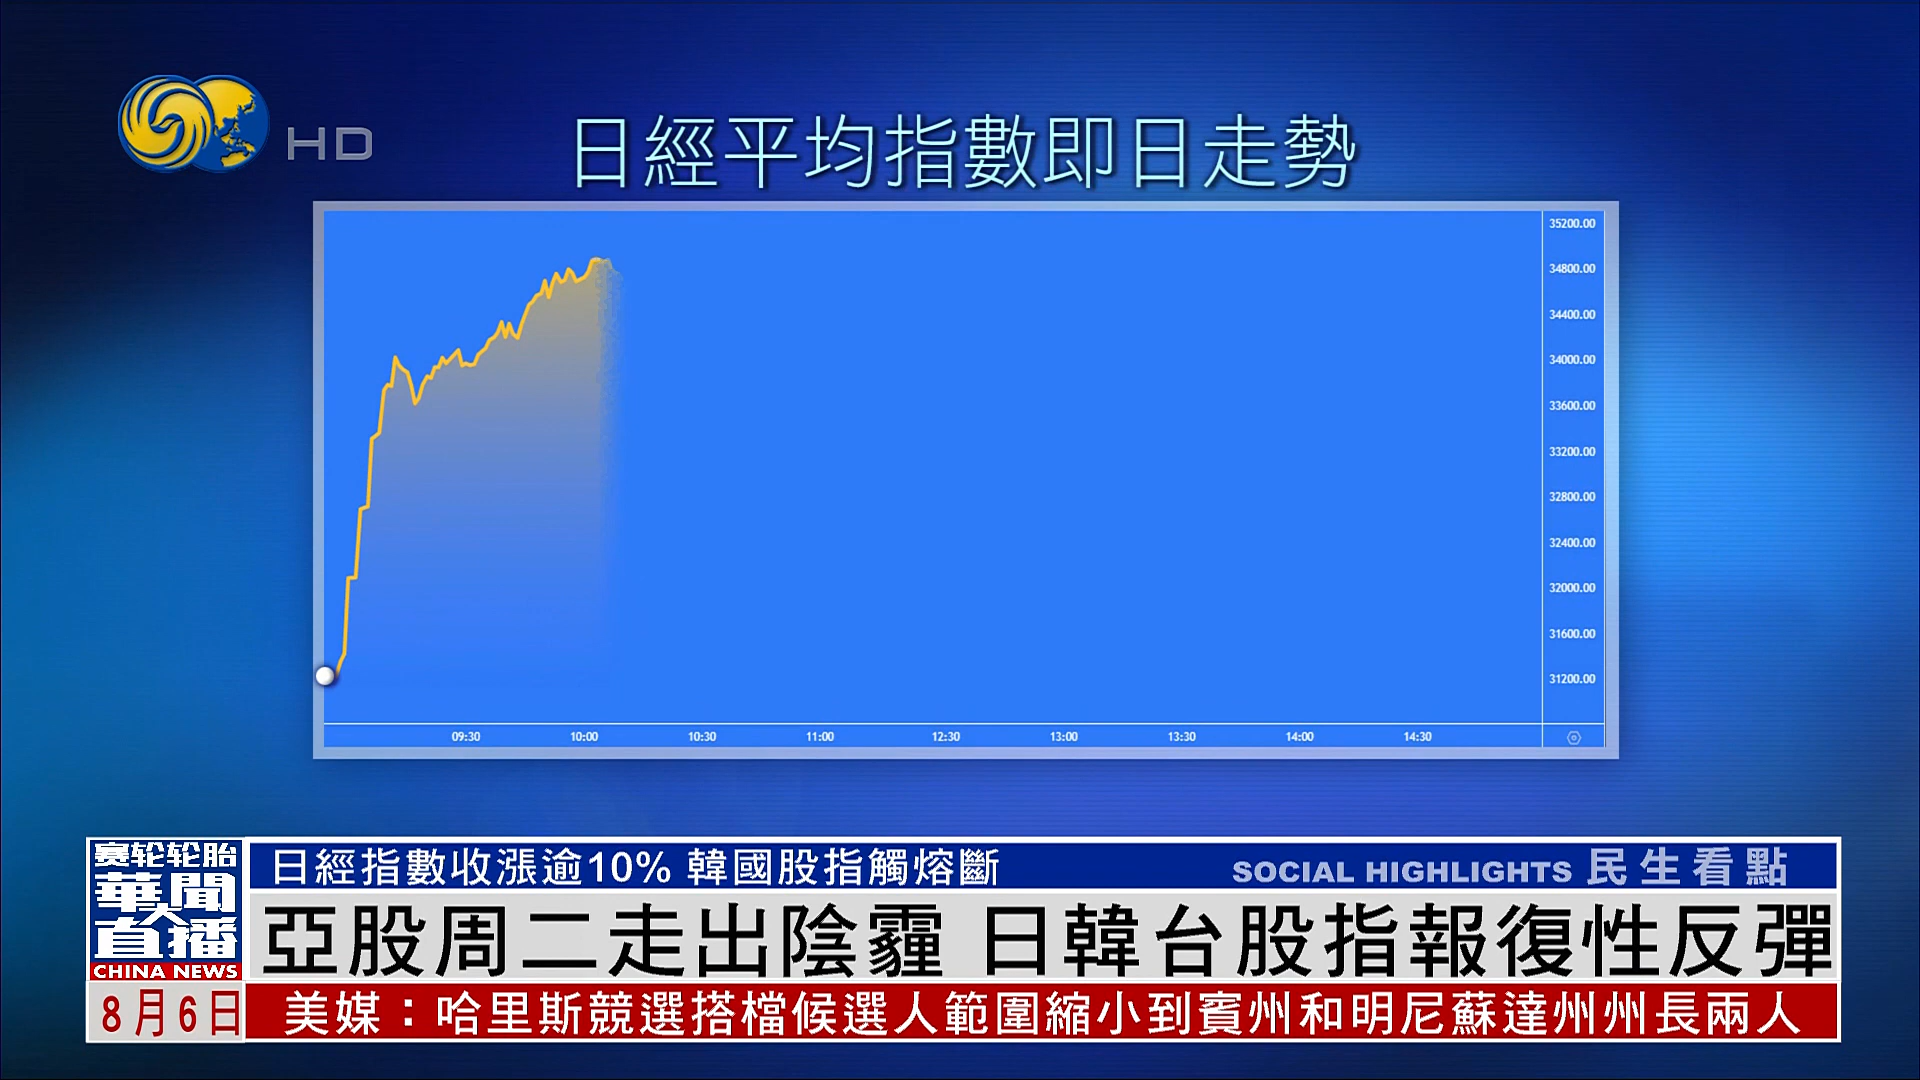 HD
日經平均指數即日走勢
35200.00
34800.00
34400.00
34000.00
33600.00
33200.00
32800.00
32400.00
32000.00
31600.00
31200.00
09:30 10:00 10:30 11:00 12:30 13:00 13:30 14:00 14:30
赛轮轮胎
華人聞
直播
CHINA NEWS
8月6日
日經指數收漲逾10% 韓國股指觸熔斷
SOCIAL HIGHLIGHTS 民生看點
亞股周二走出陰霾 日韓台股指報復性反彈
美媒：哈里斯競選搭檔候選人範圍縮小到賓州和明尼蘇達州州長兩人